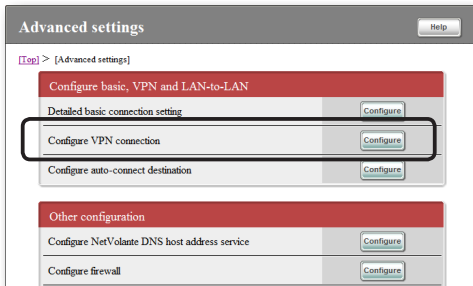 Advanced settings
Help
[Top] > [Advanced settings]
Configure basic, VPN and LAN-to-LAN
Detailed basic connection setting Configure
Configure VPN connection Configure
Configure auto-connect destination Configure
Other configuration
Configure NetVolante DNS host address service Configure
Configure firewall Configure